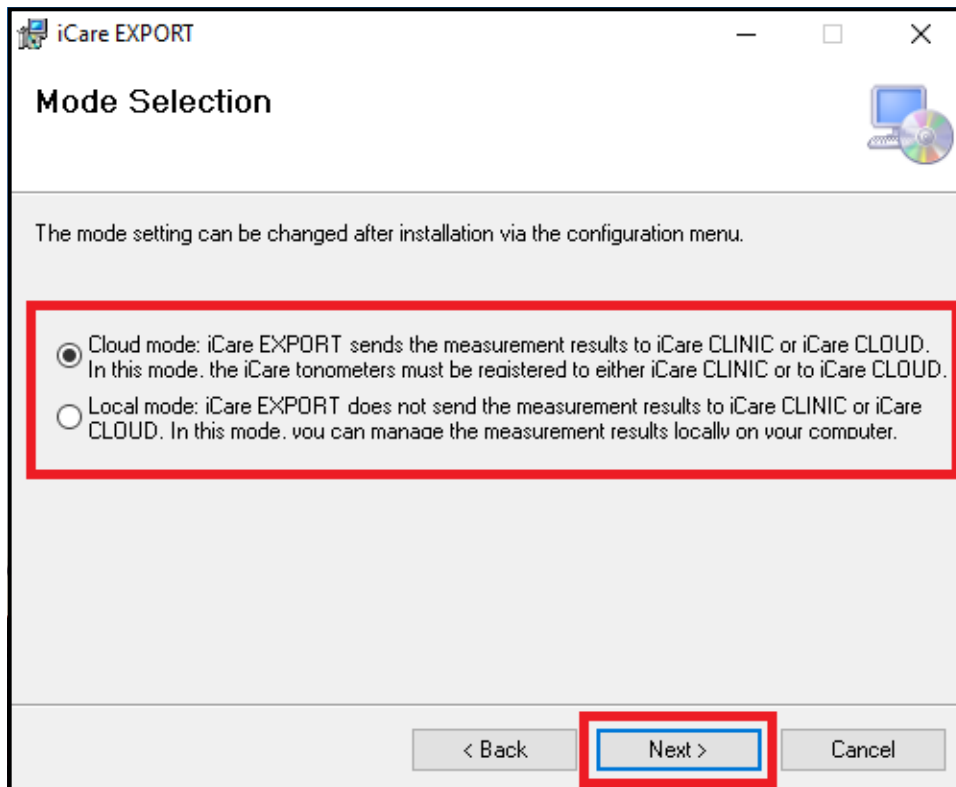 iCare EXPORT
Mode Selection
The mode setting can be changed after installation via the configuration menu.
Cloud mode: iCare EXPORT sends the measurement results to iCare CLINIC or iCare CLOUD.
In this mode, the iCare tonometers must be registered to either iCare CLINIC or to iCare CLOUD.
Local mode: iCare EXPORT does not send the measurement results to iCare CLINIC or iCare
CLOUD. In this mode, you can manage the measurement results locally on your computer.
< Back
Next >
Cancel